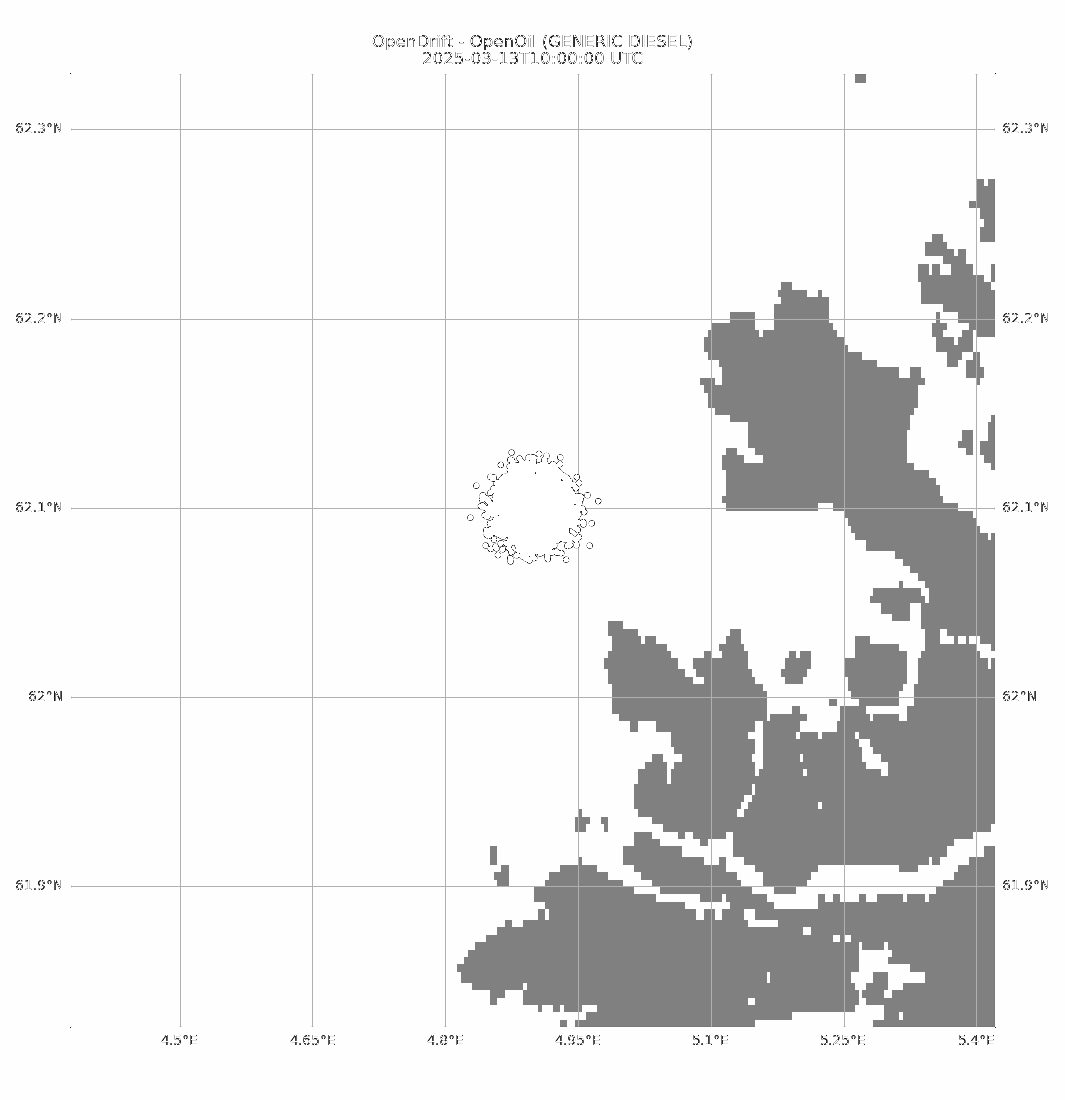 OpenDrift - OpenOil (GENERIC DIESEL)
2025-03-13T10:00:00 UTC
62.3°N 62.3°N
62.2°N 62.2°N
62.1°N 62.1°N
62°N 62°N
61.9°N 61.9°N
4.5°E 4.65°E 4.8°E 4.95°E 5.1°E 5.25°E 5.4°E